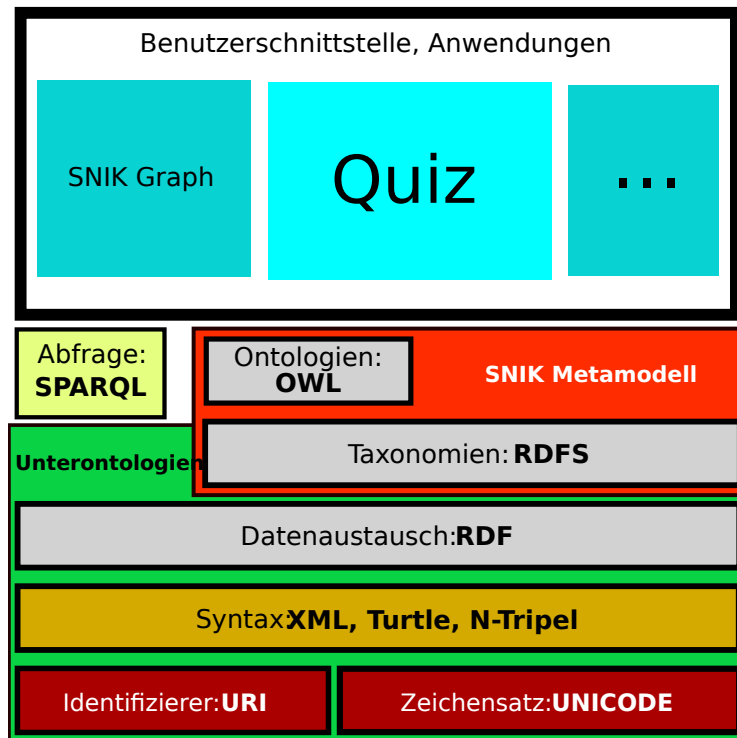 Benutzerschnittstelle, Anwendungen
SNIK Graph
Quiz
...
Abfrage:
SPARQL
Ontologien:
OWL
SNIK Metamodell
Unterontologien
Taxonomien: RDFS
Datenaustausch:RDF
Syntax:XML, Turtle, N-Tripel
Identifizierer:URI
Zeichensatz:UNICODE